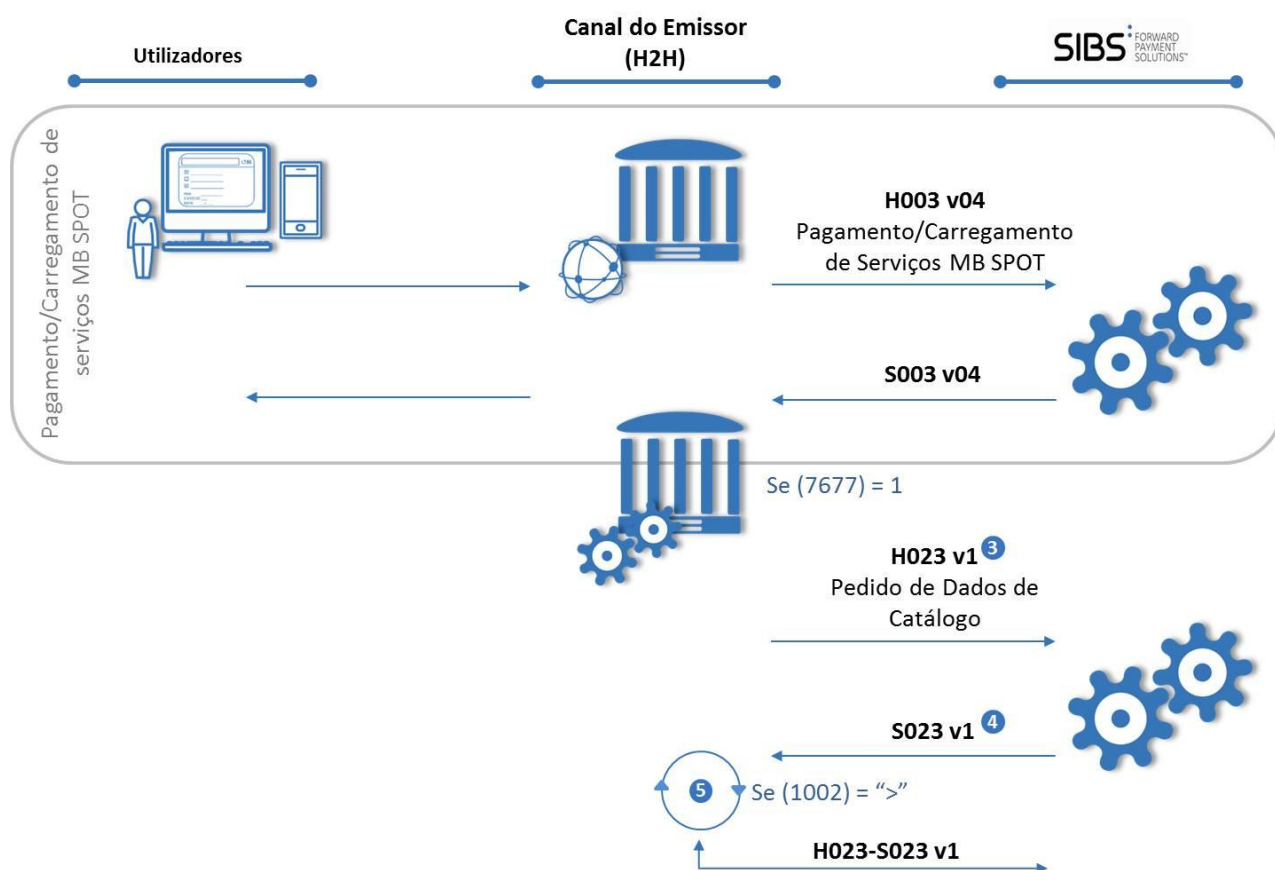 Utilizadores
Canal do Emissor
(H2H)
SIBS FORWARD
PAYMENT
SOLUTIONS™
Pagamento/Carregamento de
serviços MB SPOT
H003 v04
Pagamento/Carregamento
de Serviços MB SPOT
S003 v04
Se (7677) = 1
H023 v1 3
Pedido de Dados de
Catálogo
S023 v1 4
5 Se (1002) = “>”
H023-S023 v1